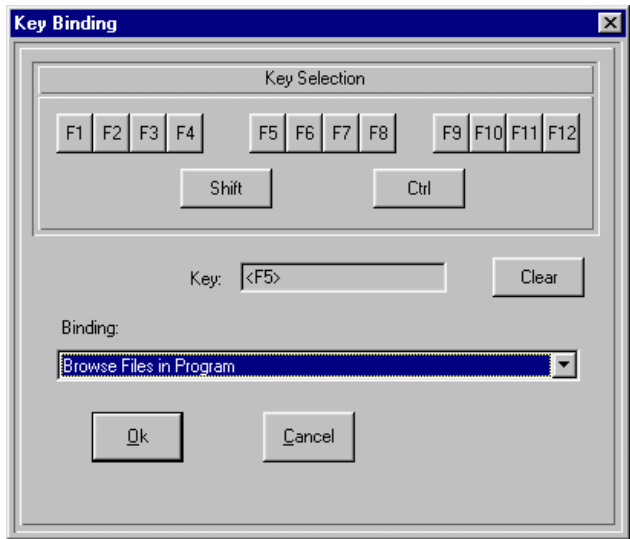 Key Binding
Key Selection
F1 F2 F3 F4 F5 F6 F7 F8 F9 F10 F11 F12
Shift Ctrl
Key: <F5> Clear
Binding:
Browse Files in Program
Ok Cancel